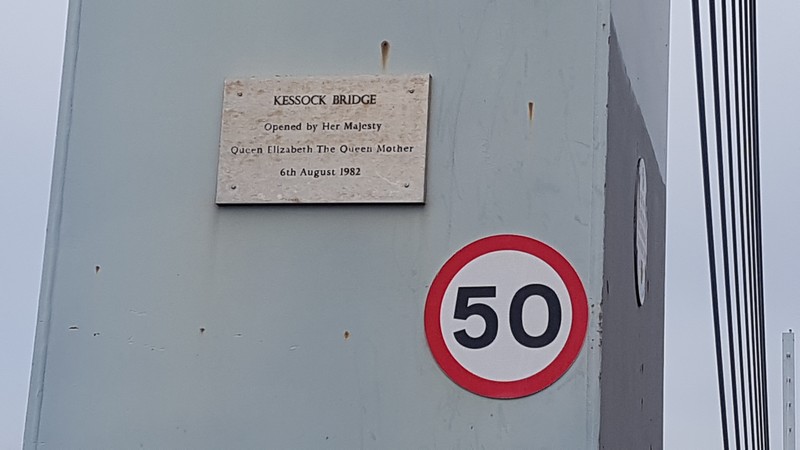 KESSOCK BRIDGE
Opened by Her Majesty
Queen Elizabeth The Queen Mother
6th August 1982
50